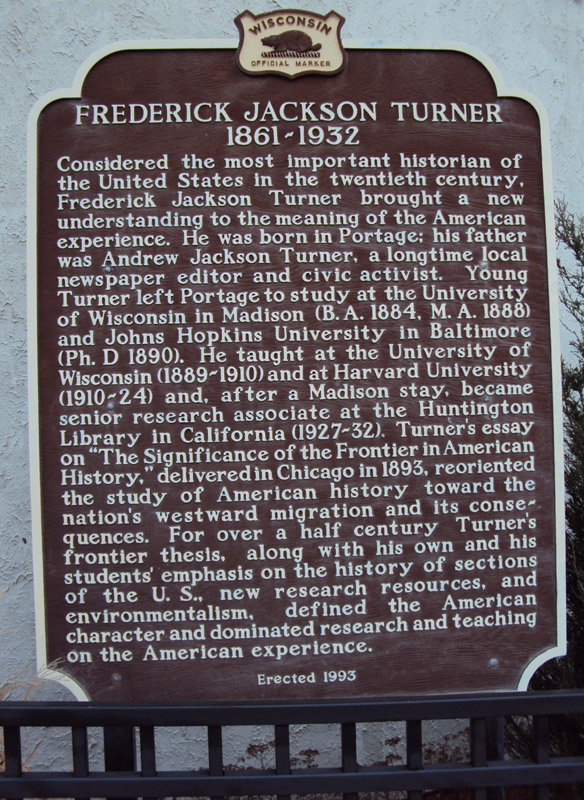 WISCONSIN
OFFICIAL MARKER
FREDERICK JACKSON TURNER
1861~1932
Considered the most important historian of
the United States in the twentieth century,
Frederick Jackson Turner brought a new
understanding to the meaning of the American
experience. He was born in Portage; his father
was Andrew Jackson Turner, a longtime local
newspaper editor and civic activist. Young
Turner left Portage to study at the University
of Wisconsin in Madison (B.A. 1884, M.A. 1888)
and Johns Hopkins University in Baltimore
(Ph. D 1890). He taught at the University of
Wisconsin (1889~1910) and at Harvard University
(1910~24) and, after a Madison stay, became
senior research associate at the Huntington
Library in California (1927~32). Turner's essay
on "The Significance of the Frontier in American
History," delivered in Chicago in 1893, reoriented
the study of American history toward the
nation's westward migration and its conse~
quences. For over a half century Turner's
frontier thesis, along with his own and his
students' emphasis on the history of sections
of the U. S., new research resources, and
environmentalism, defined the American
character and dominated research and teaching
on the American experience.
Erected 1993